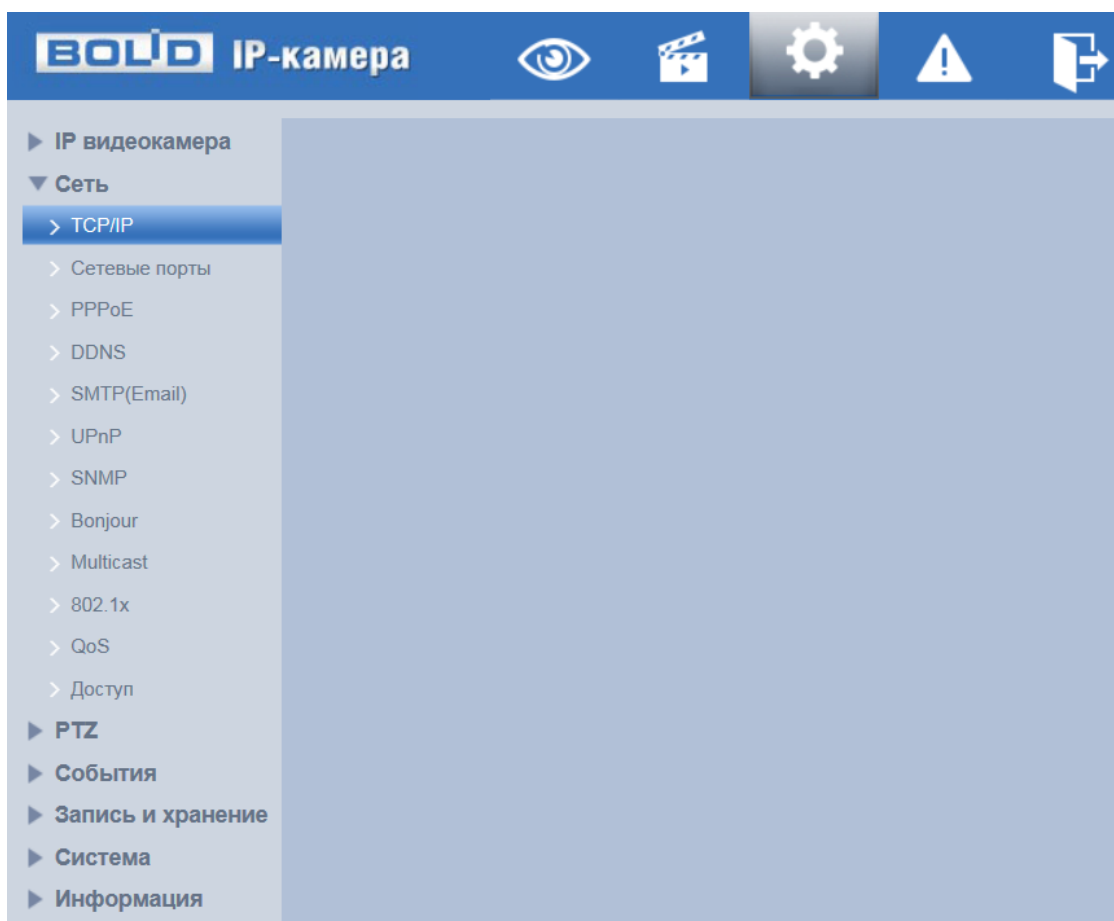 BOLID IP-камера
IP видеокамера
Сеть
TCP/IP
Сетевые порты
PPPoE
DDNS
SMTP(Email)
UPnP
SNMP
Bonjour
Multicast
802.1x
QoS
Доступ
PTZ
События
Запись и хранение
Система
Информация